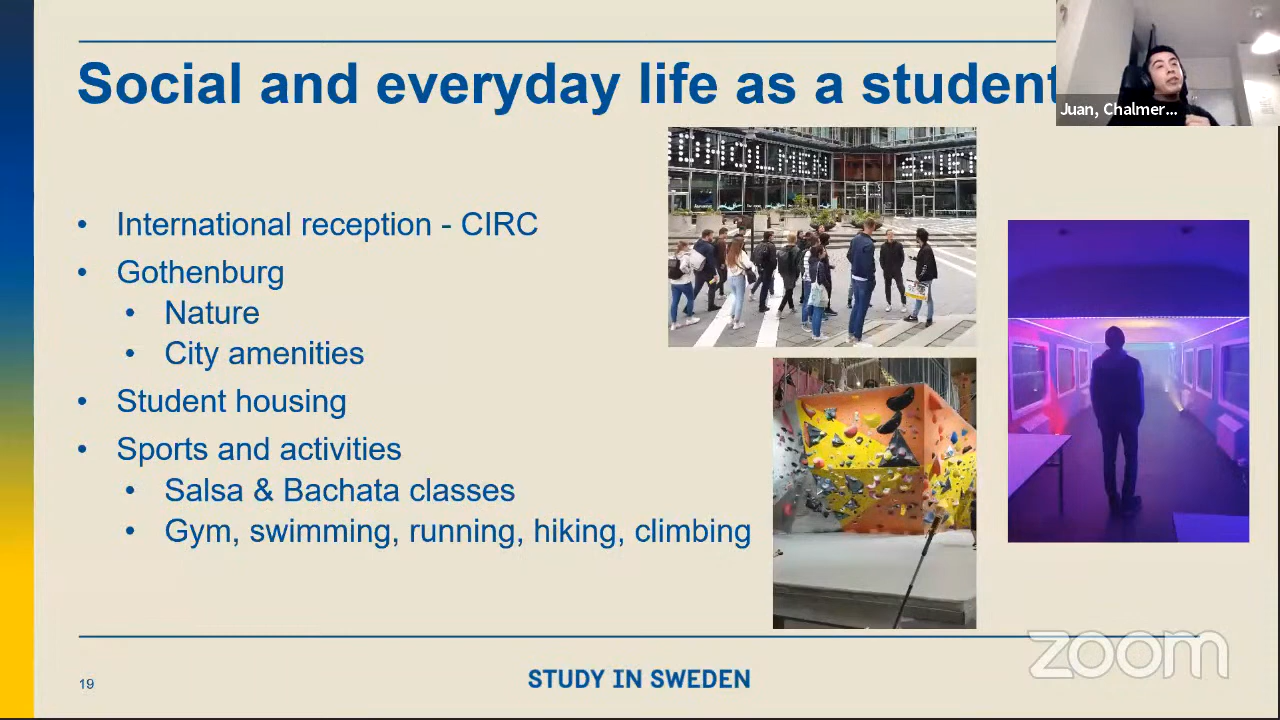 Social and everyday life as a student
Juan, Chalmer...
• International reception - CIRC
• Gothenburg
• Nature
• City amenities
• Student housing
• Sports and activities
• Salsa & Bachata classes
• Gym, swimming, running, hiking, climbing
19
STUDY IN SWEDEN
zoom